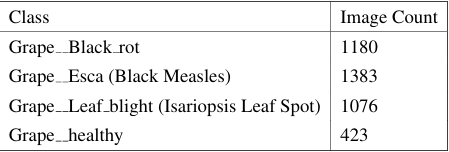 Class Image Count
Grape__Black_rot 1180
Grape__Esca (Black Measles) 1383
Grape__Leaf_blight (Isariopsis Leaf Spot) 1076
Grape__healthy 423